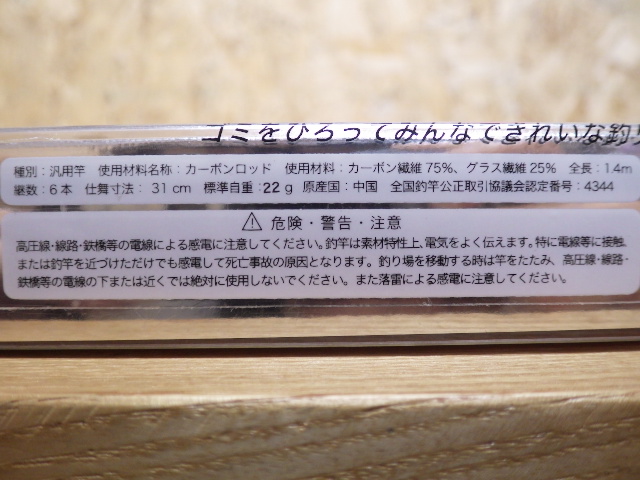 ゴミをひろってみんなできれいな釣り
種別：汎用竿　使用材料名称：カーボンロッド　使用材料：カーボン繊維 75%、グラス繊維 25%　全長：1.4m
継数：6 本　仕舞寸法： 31 cm　標準自重：22 g　原産国：中国　全国釣竿公正取引協議会認定番号：4344
⚠ 危険・警告・注意
高圧線・線路・鉄橋等の電線による感電に注意してください。釣竿は素材特性上、電気をよく伝えます。特に電線等に接触、
または釣竿を近づけただけでも感電して死亡事故の原因となります。釣り場を移動する時は竿をたたみ、高圧線・線路・
鉄橋等の電線の下または近くでは絶対に使用しないでください。また落雷による感電に注意してください。